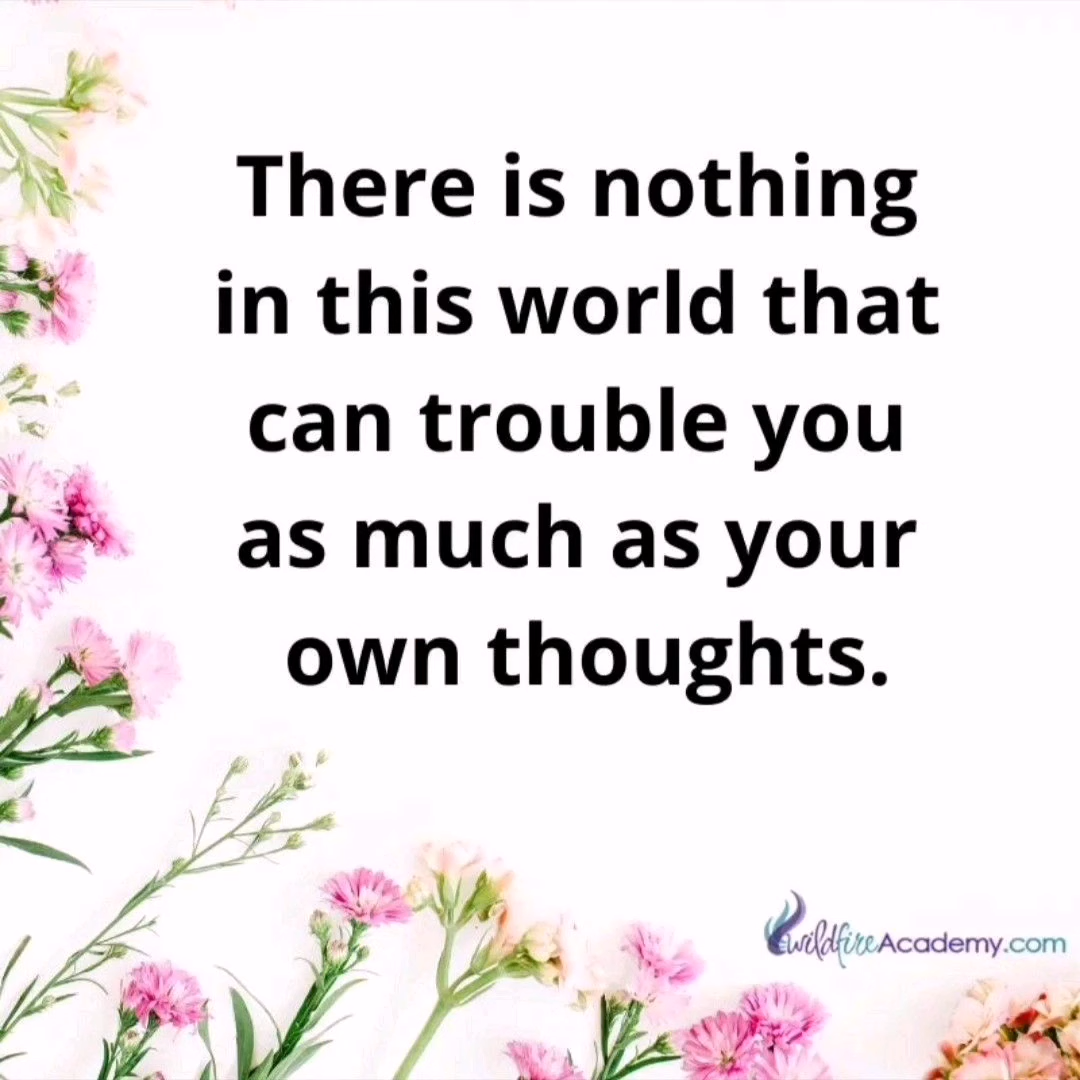 There is nothing
in this world that
can trouble you
as much as your
own thoughts.
wildfireAcademy.com